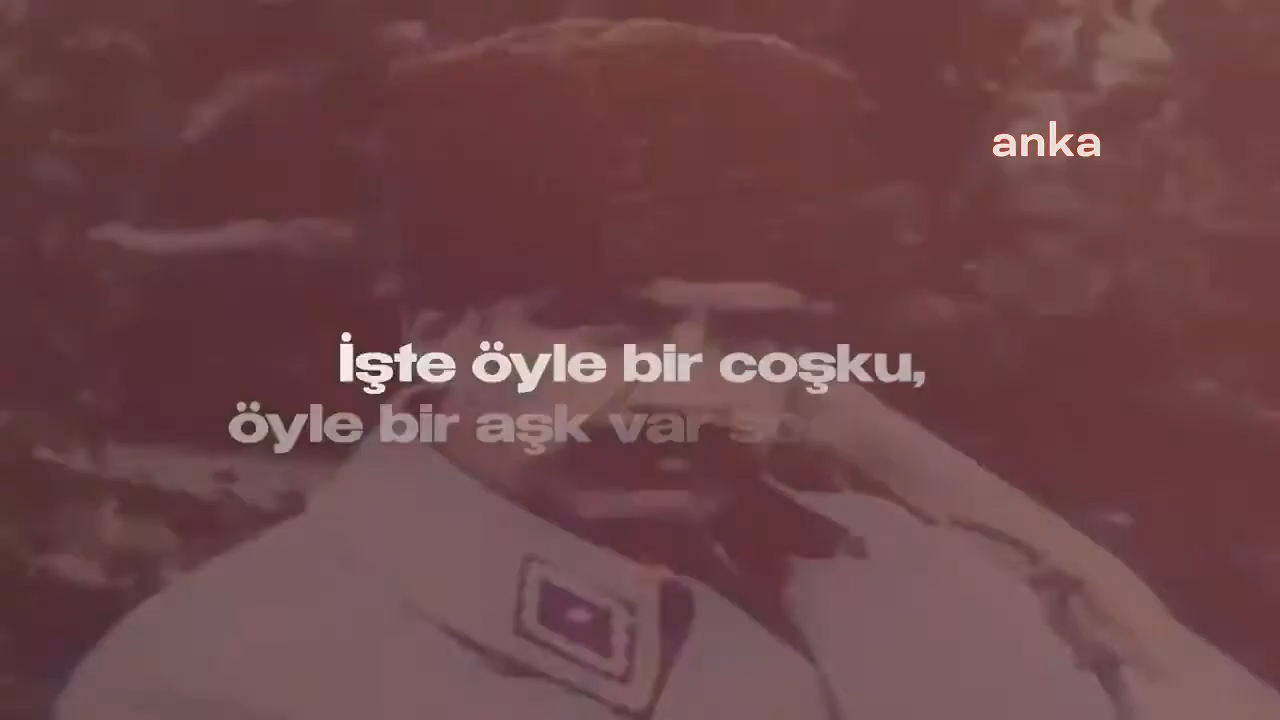 anka
İşte öyle bir coşku,
öyle bir aşk var